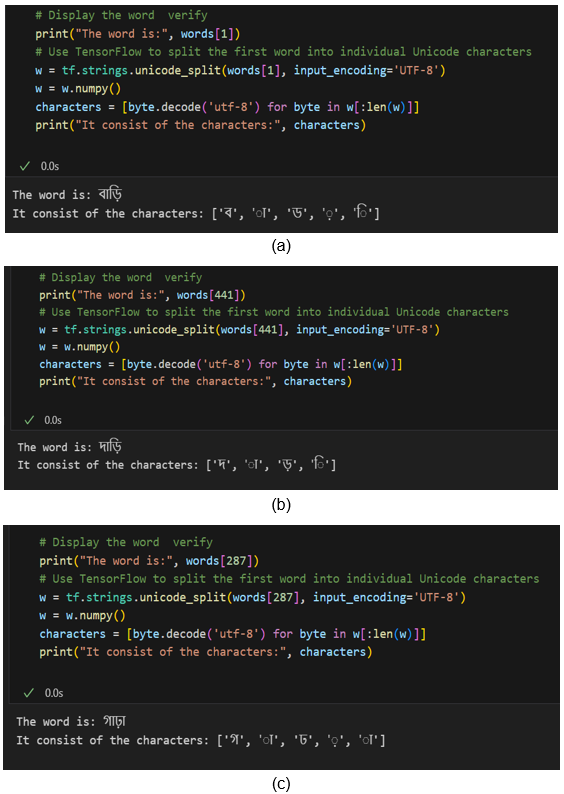 # Display the word  verify
print("The word is:", words[1])
# Use TensorFlow to split the first word into individual Unicode characters
w = tf.strings.unicode_split(words[1], input_encoding='UTF-8')
w = w.numpy()
characters = [byte.decode('utf-8') for byte in w[:len(w)]]
print("It consist of the characters:", characters)
✓ 0.0s
The word is: বাড়ি
It consist of the characters: ['ব', 'া', 'ড', '়', 'ি']
(a)
# Display the word  verify
print("The word is:", words[441])
# Use TensorFlow to split the first word into individual Unicode characters
w = tf.strings.unicode_split(words[441], input_encoding='UTF-8')
w = w.numpy()
characters = [byte.decode('utf-8') for byte in w[:len(w)]]
print("It consist of the characters:", characters)
✓ 0.0s
The word is: দাড়ি
It consist of the characters: ['দ', 'া', 'ড়', 'ি']
(b)
# Display the word  verify
print("The word is:", words[287])
# Use TensorFlow to split the first word into individual Unicode characters
w = tf.strings.unicode_split(words[287], input_encoding='UTF-8')
w = w.numpy()
characters = [byte.decode('utf-8') for byte in w[:len(w)]]
print("It consist of the characters:", characters)
✓ 0.0s
The word is: গাঢ়া
It consist of the characters: ['গ', 'া', 'ঢ', '়', 'া']
(c)